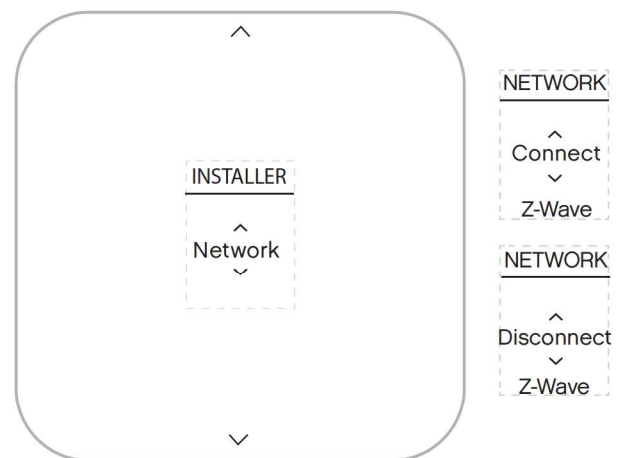 INSTALLER
Network
NETWORK
Connect
Z-Wave
NETWORK
Disconnect
Z-Wave